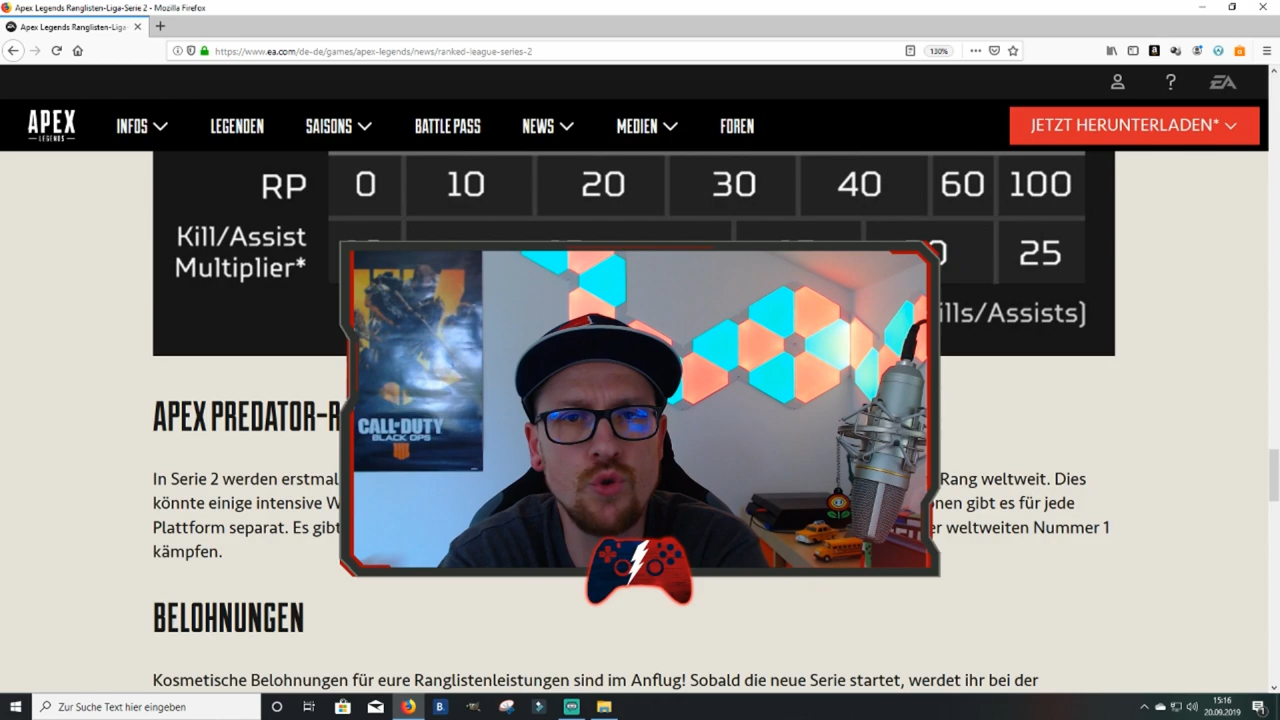 Apex Legends Ranglisten-Liga-Serie 2 - Mozilla Firefox
Apex Legends Ranglisten-Liga-
https://www.ea.com/de-de/games/apex-legends/news/ranked-league-series-2
130%
APEX
LEGENDS
INFOS
LEGENDEN
SAISONS
BATTLE PASS
NEWS
MEDIEN
FOREN
JETZT HERUNTERLADEN*
RP 0 10 20 30 40 60 100
Kill/Assist
Multiplier*
25
ills/Assists)
APEX PREDATOR-R
In Serie 2 werden erstmal Rang weltweit. Dies
könnte einige intensive W onen gibt es für jede
Plattform separat. Es gibt er weltweiten Nummer 1
kämpfen.
CALL OF DUTY
BLACK OPS
BELOHNUNGEN
Kosmetische Belohnungen für eure Ranglistenleistungen sind im Anflug! Sobald die neue Serie startet, werdet ihr bei der
Zur Suche Text hier eingeben
15:16
20.09.2019